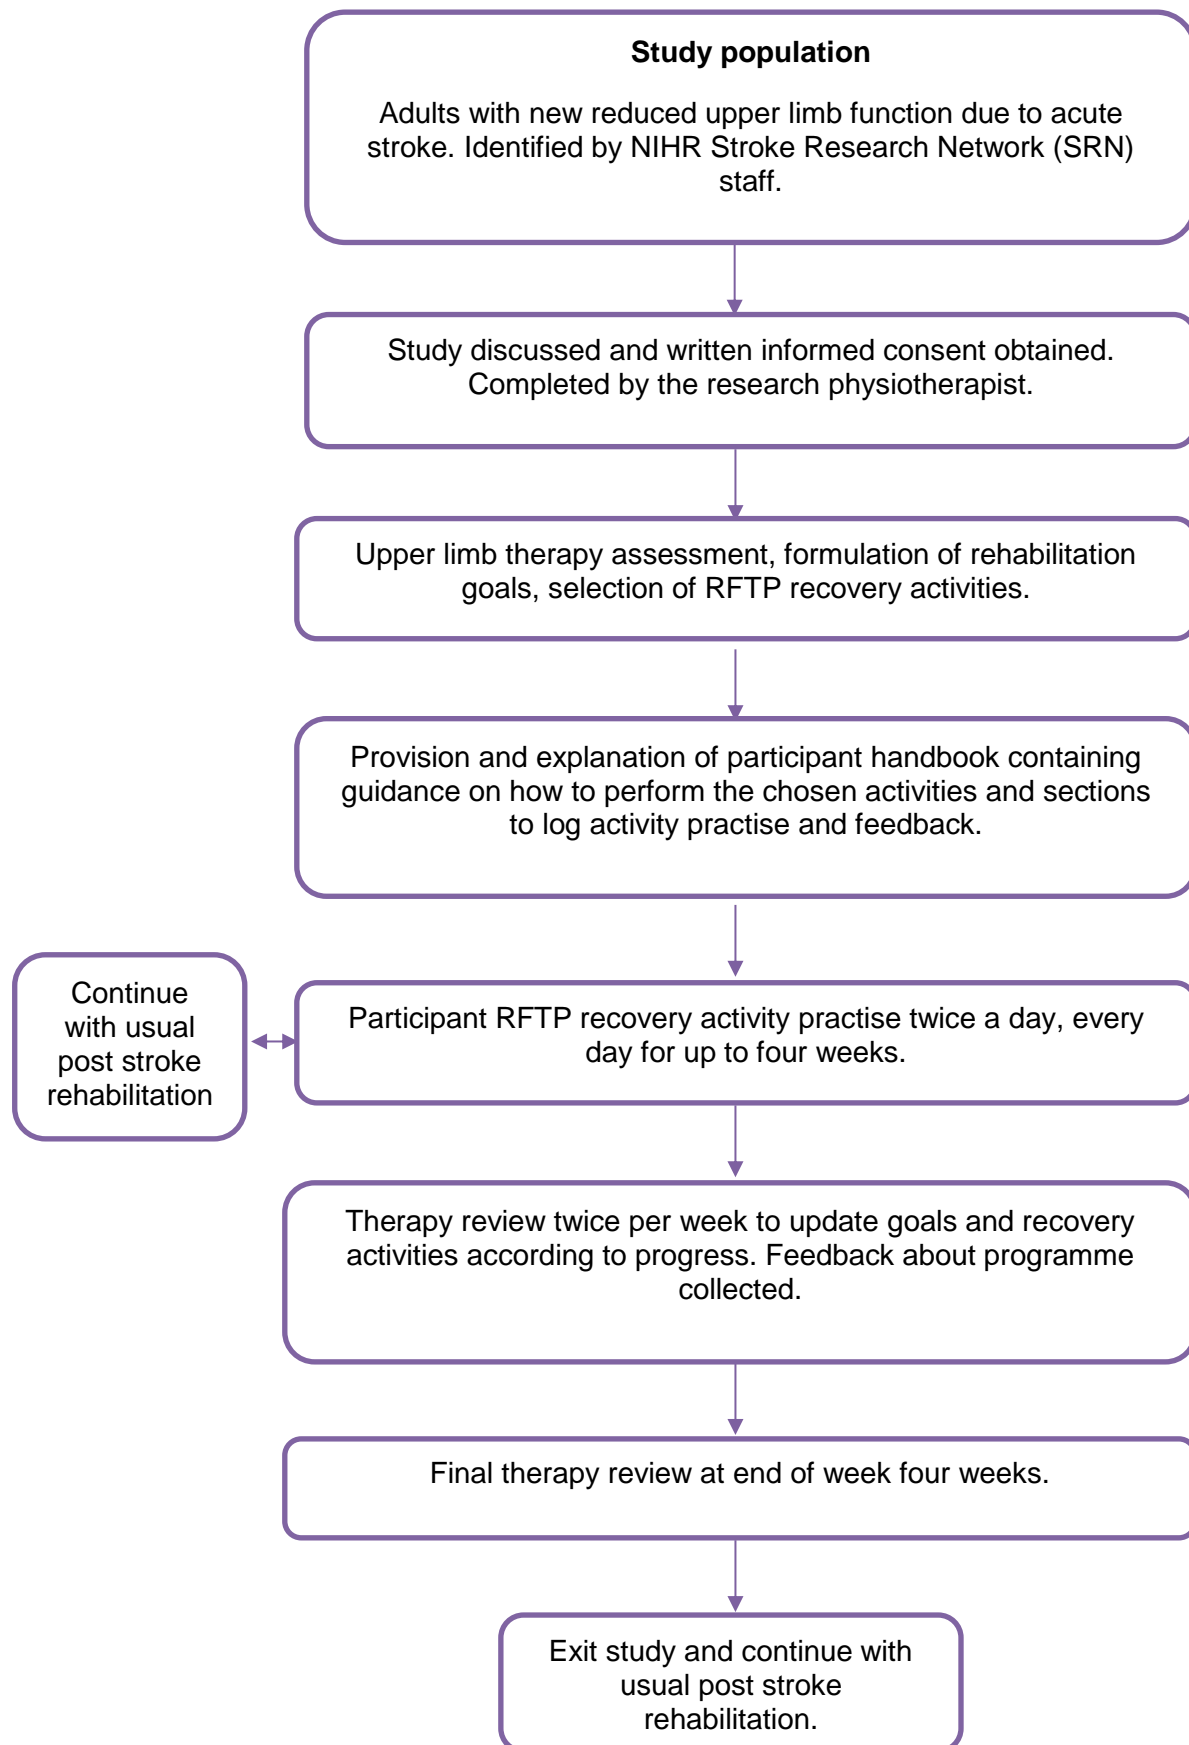 Study population
Adults with new reduced upper limb function due to acute
stroke. Identified by NIHR Stroke Research Network (SRN)
staff.
Study discussed and written informed consent obtained.
Completed by the research physiotherapist.
Upper limb therapy assessment, formulation of rehabilitation
goals, selection of RFTP recovery activities.
Provision and explanation of participant handbook containing
guidance on how to perform the chosen activities and sections
to log activity practise and feedback.
Continue
with usual
post stroke
rehabilitation
Participant RFTP recovery activity practise twice a day, every
day for up to four weeks.
Therapy review twice per week to update goals and recovery
activities according to progress. Feedback about programme
collected.
Final therapy review at end of week four weeks.
Exit study and continue with
usual post stroke
rehabilitation.